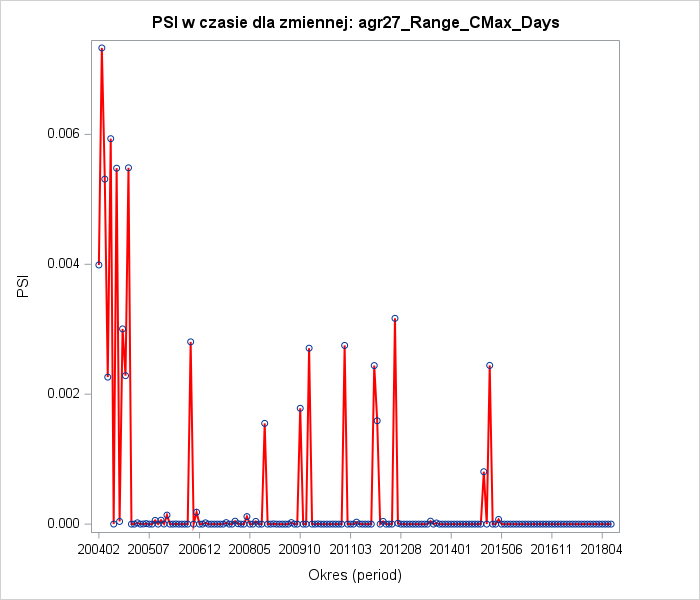 PSI w czasie dla zmiennej: agr27_Range_CMax_Days
PSI
0.006
0.004
0.002
0.000
200402 200507 200612 200805 200910 201103 201208 201401 201506 201611 201804
Okres (period)